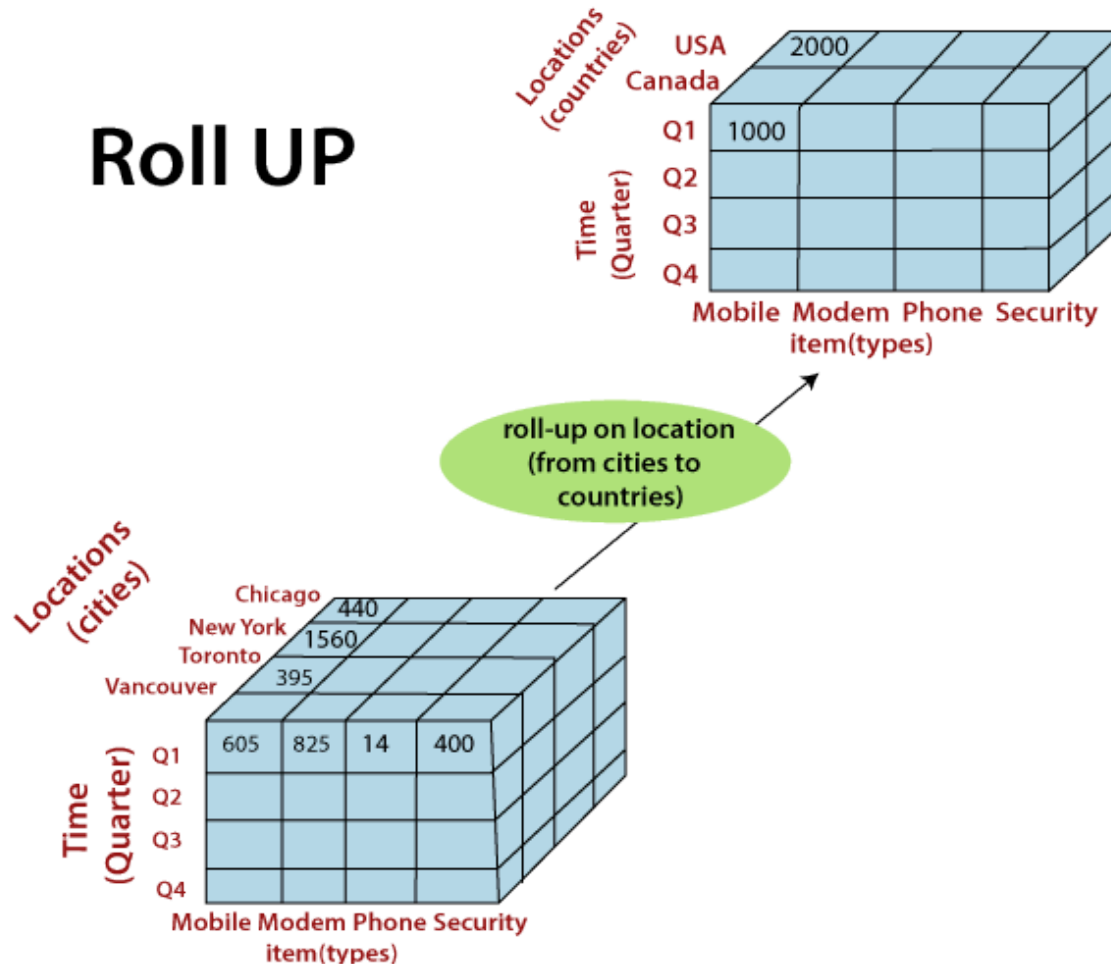 Roll UP
Locations
(countries)
USA
Canada
2000
Q1
1000
Q2
Q3
Q4
Time
(Quarter)
Mobile Modem Phone Security
item(types)
roll-up on location
(from cities to
countries)
Locations
(cities)
Chicago
New York
Toronto
Vancouver
440
1560
395
605 825 14 400
Q1
Q2
Q3
Q4
Time
(Quarter)
Mobile Modem Phone Security
item(types)